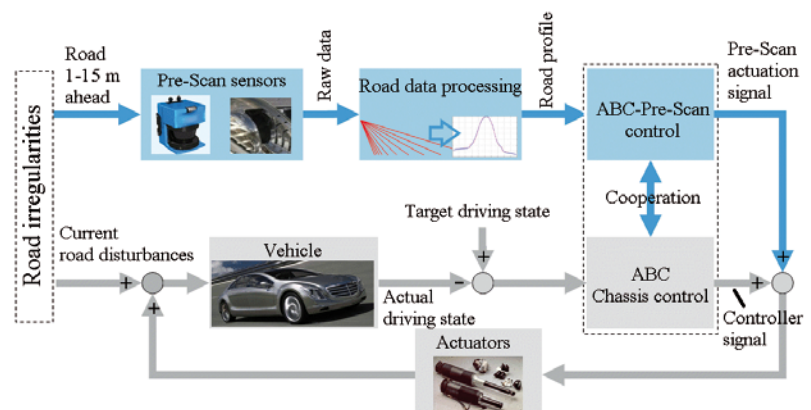 Road irregularities
Road
1-15 m
ahead
Pre-Scan sensors
Raw data
Road data processing
Road profile
ABC-Pre-Scan
control
Pre-Scan
actuation
signal
Cooperation
Target driving state
+
Current
road disturbances
+
+
Vehicle
Actual
driving state
-
ABC
Chassis control
+
+
Controller
signal
Actuators